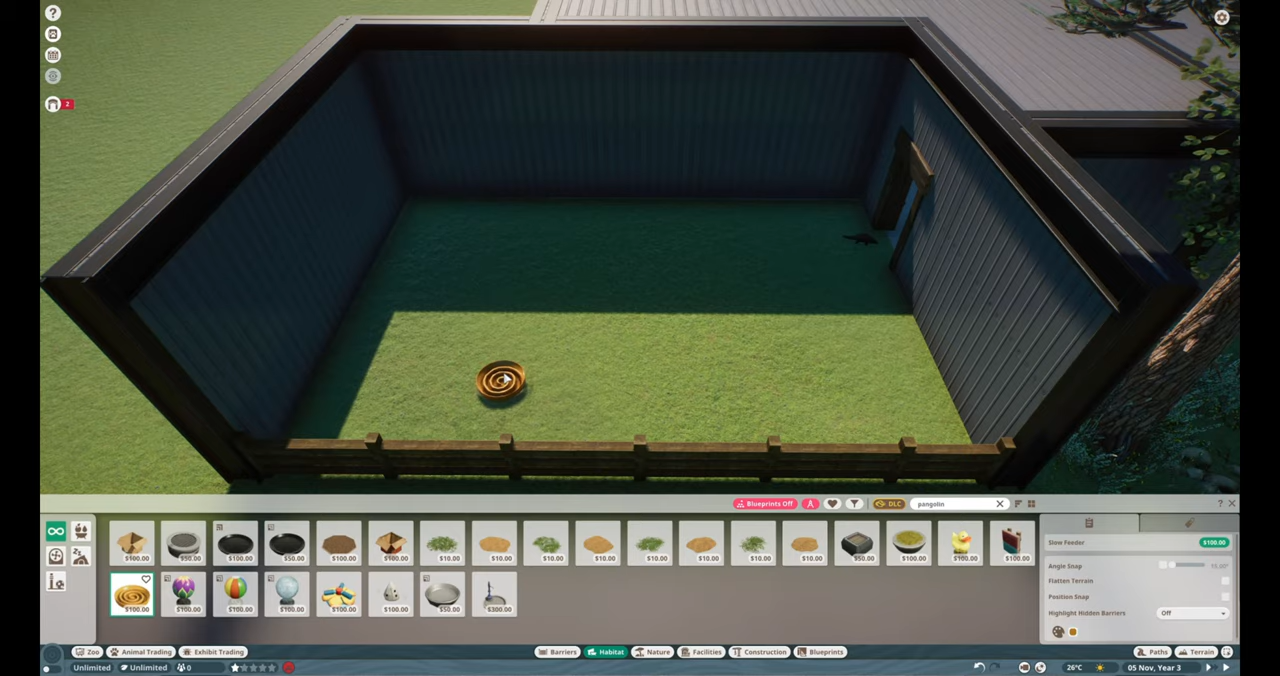 ?
2
Blueprints Off
DLC
pangolin
? ×
$100.00 $50.00 $100.00 $50.00 $100.00 $100.00 $10.00 $10.00 $10.00 $10.00 $10.00 $10.00 $10.00 $10.00 $50.00 $100.00 $100.00 $100.00
$100.00 $100.00 $100.00 $100.00 $100.00 $100.00 $50.00 $300.00
Slow Feeder $100.00
Angle Snap
Flatten Terrain
Position Snap
Highlight Hidden Barriers Off
Zoo Animal Trading Exhibit Trading Barriers Habitat Nature Facilities Construction Blueprints Paths Terrain
Unlimited Unlimited 0 26°C 05 Nov, Year 3